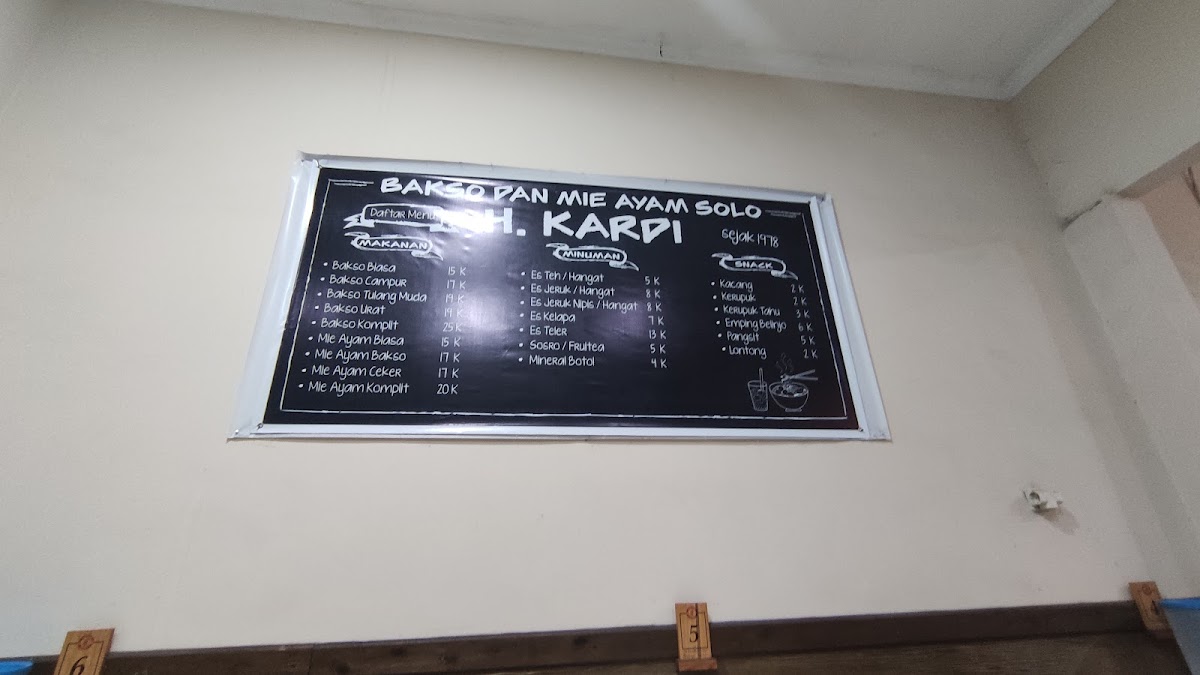 BAKSO DAN MIE AYAM SOLO
Daftar Menu
H. KARDI
sejak 1978
MAKANAN
• Bakso Biasa 15 K
• Bakso Campur 17 K
• Bakso Tulang Muda 19 K
• Bakso Urat 19 K
• Bakso Komplit 25 K
• Mie Ayam Biasa 15 K
• Mie Ayam Bakso 17 K
• Mie Ayam Ceker 17 K
• Mie Ayam Komplit 20 K
MINUMAN
• Es Teh / Hangat 5 K
• Es Jeruk / Hangat 8 K
• Es Jeruk Nipis / Hangat 8 K
• Es Kelapa 7 K
• Es Teler 13 K
• Sosro / Fruitea 5 K
• Mineral Botol 4 K
SNACK
• Kacang 2 K
• Kerupuk 2 K
• Kerupuk Tahu 3 K
• Emping Belinjo 6 K
• Pangsit 5 K
• Lontong 2 K
6
5
4